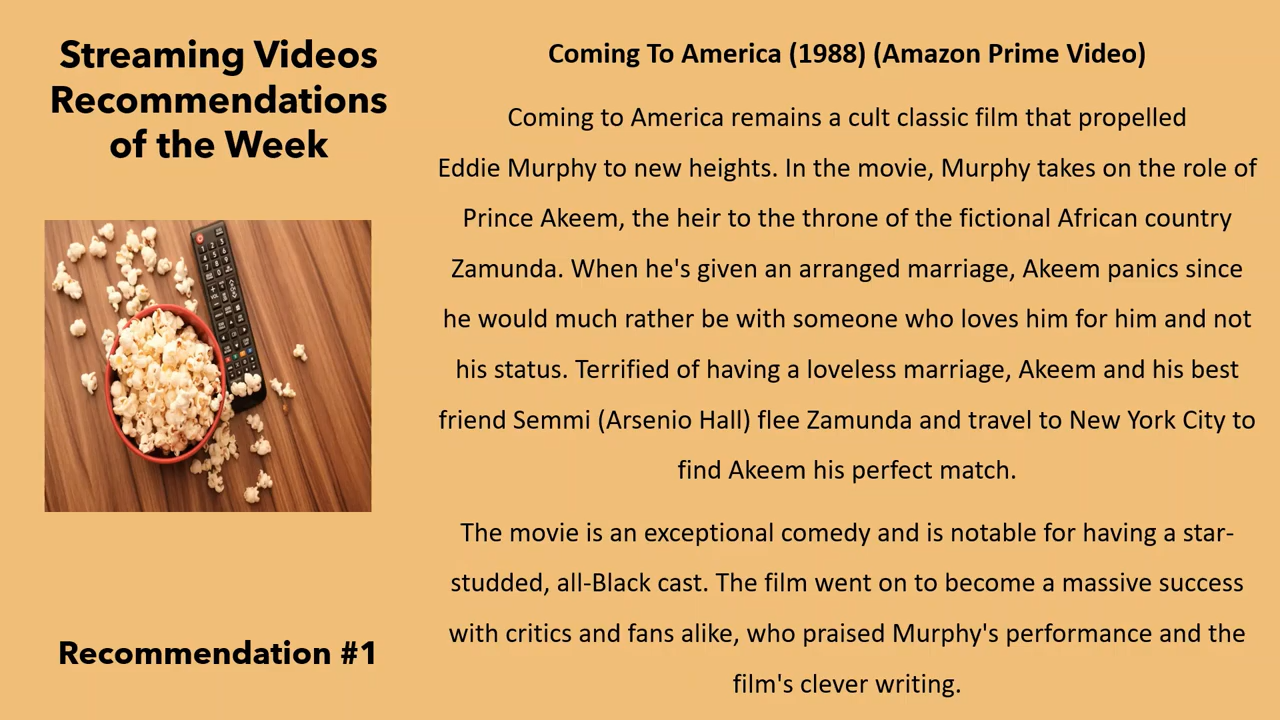 Streaming Videos
Recommendations
of the Week
Coming To America (1988) (Amazon Prime Video)
Coming to America remains a cult classic film that propelled
Eddie Murphy to new heights. In the movie, Murphy takes on the role of
Prince Akeem, the heir to the throne of the fictional African country
Zamunda. When he's given an arranged marriage, Akeem panics since
he would much rather be with someone who loves him for him and not
his status. Terrified of having a loveless marriage, Akeem and his best
friend Semmi (Arsenio Hall) flee Zamunda and travel to New York City to
find Akeem his perfect match.
The movie is an exceptional comedy and is notable for having a star-
studded, all-Black cast. The film went on to become a massive success
with critics and fans alike, who praised Murphy's performance and the
film's clever writing.
Recommendation #1